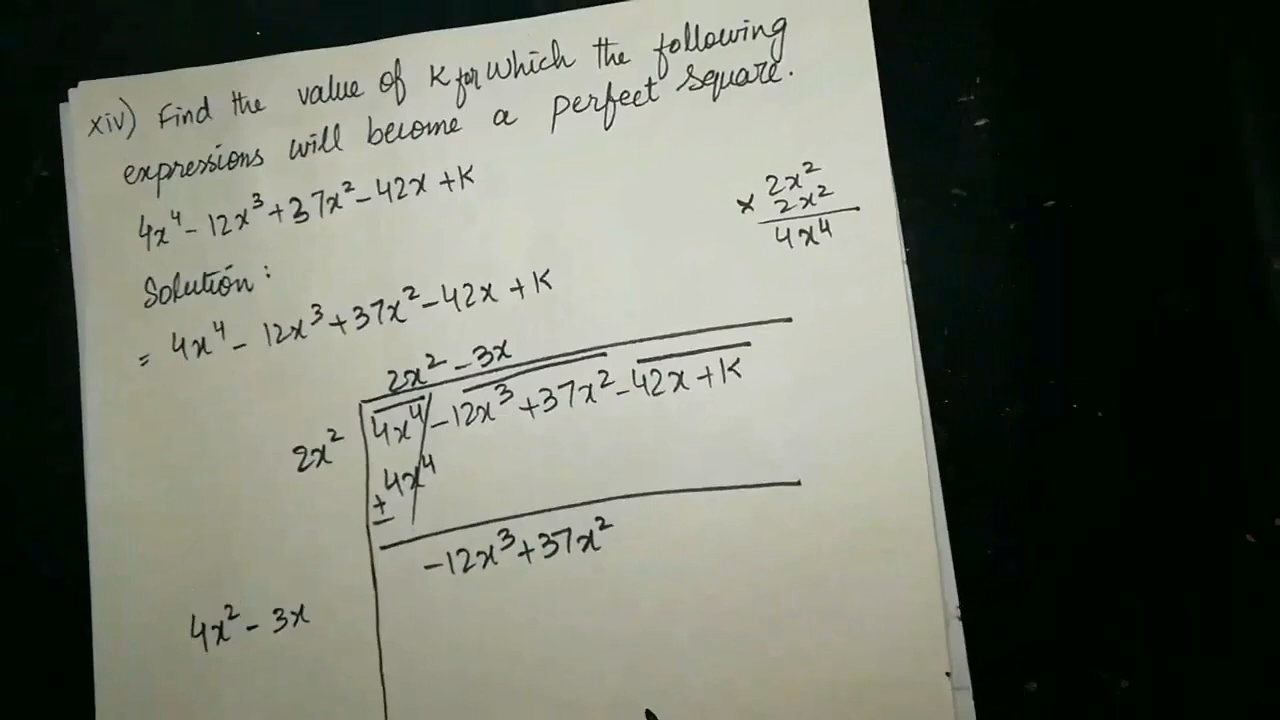 xiv) Find the value of K for which the following
expressions will become a perfect square.
4x⁴ - 12x³ + 37x² - 42x + K
× 2x²
2x²
4x⁴
Solution:
= 4x⁴ - 12x³ + 37x² - 42x + K
2x² - 3x
2x² 4x⁴ - 12x³ + 37x² - 42x + K
± 4x⁴
-12x³ + 37x²
4x² - 3x